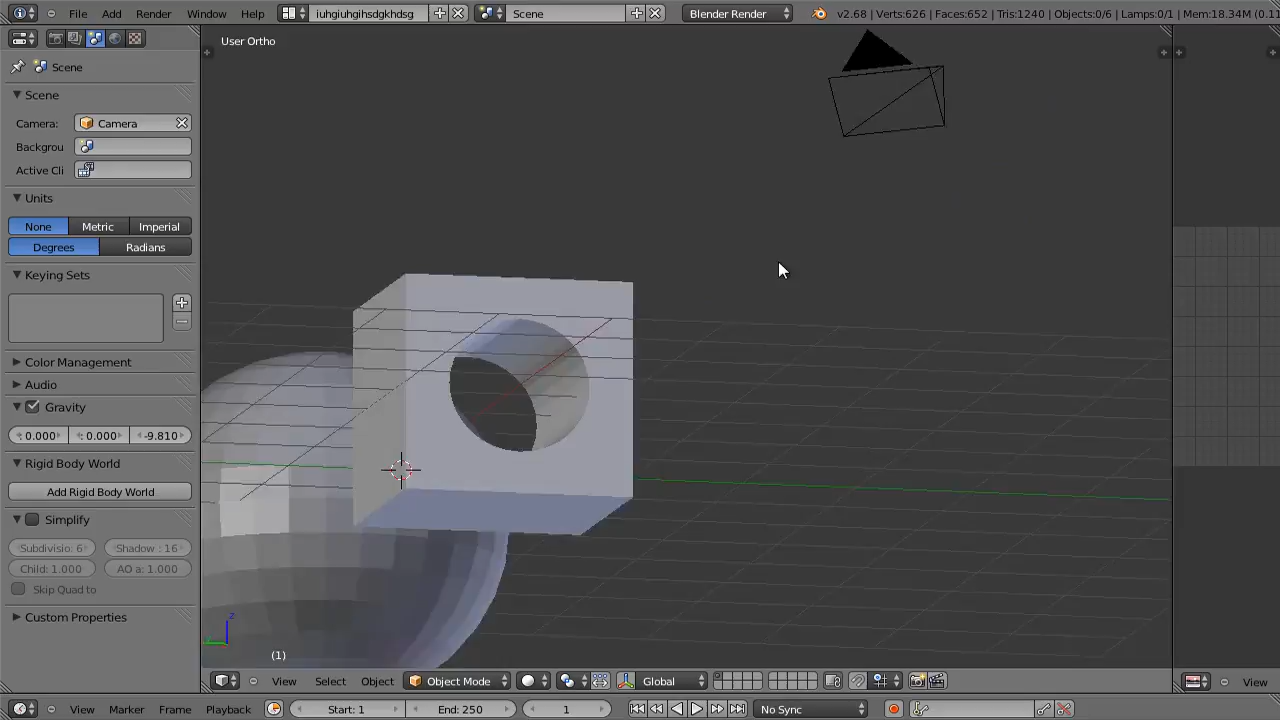 File Add Render Window Help iuhgiuhgihsdgkhdsg Scene Blender Render v2.68 | Verts:626 | Faces:652 | Tris:1240 | Objects:0/6 | Lamps:0/1 | Mem:18.34M (0.11
User Ortho
Scene
Scene
Camera: Camera
Backgrou
Active Cli
Units
None Metric Imperial
Degrees Radians
Keying Sets
Color Management
Audio
Gravity
0.000 0.000 -9.810
Rigid Body World
Add Rigid Body World
Simplify
Subdivisio: 6 Shadow : 16
Child: 1.000 AO a: 1.000
Skip Quad to
Custom Properties
z
(1)
View Select Object Object Mode Global View
View Marker Frame Playback Start: 1 End: 250 1 No Sync